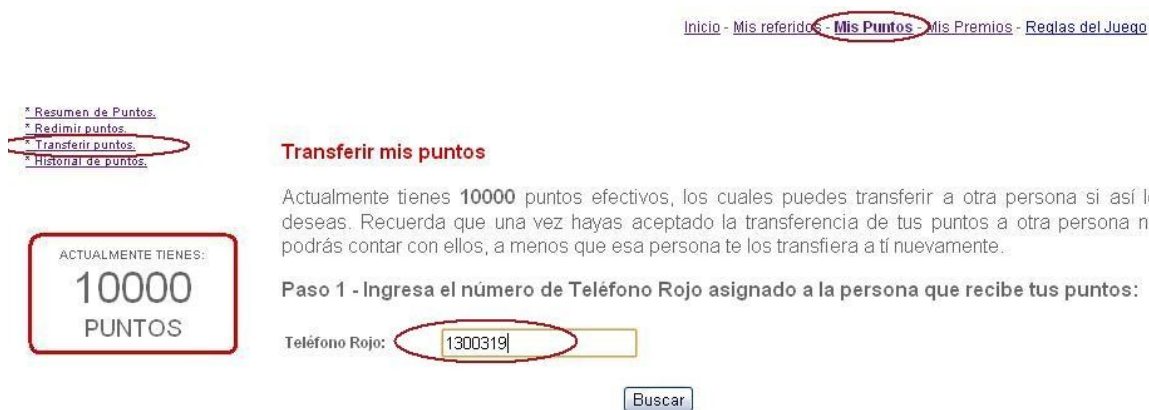 Inicio - Mis referidos - Mis Puntos - Mis Premios - Reglas del Juego
* Resumen de Puntos.
* Redimir puntos.
* Transferir puntos.
* Historial de puntos.
ACTUALMENTE TIENES:
10000
PUNTOS
Transferir mis puntos
Actualmente tienes 10000 puntos efectivos, los cuales puedes transferir a otra persona si así l
deseas. Recuerda que una vez hayas aceptado la transferencia de tus puntos a otra persona n
podrás contar con ellos, a menos que esa persona te los transfiera a tí nuevamente.
Paso 1 - Ingresa el número de Teléfono Rojo asignado a la persona que recibe tus puntos:
Teléfono Rojo: 1300319
Buscar